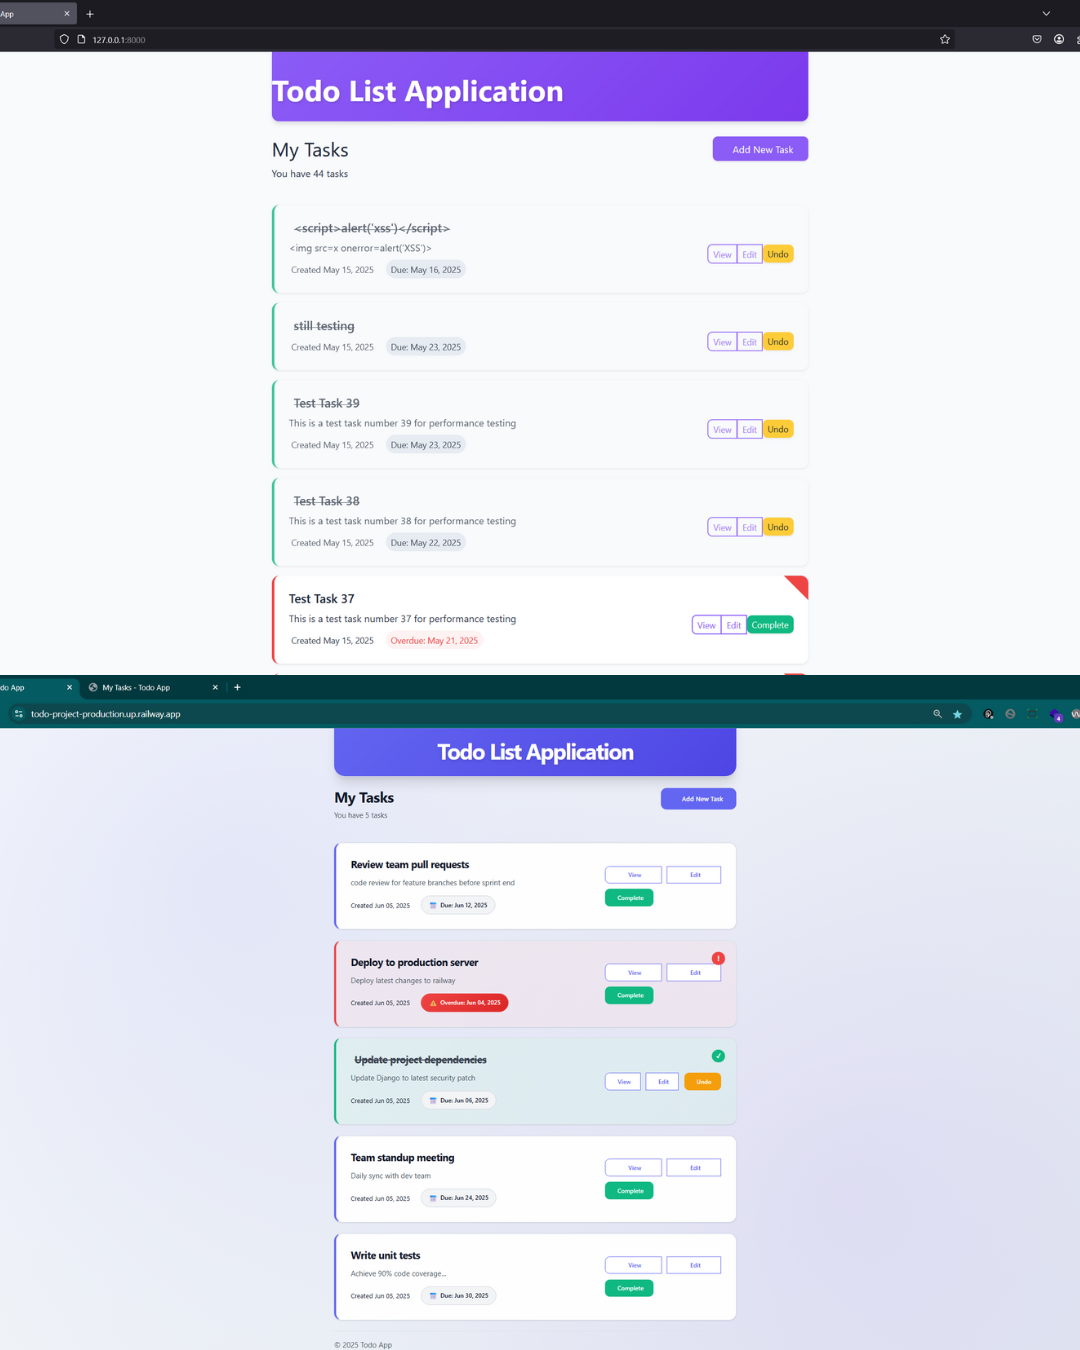 App
127.0.0.1:8000
Todo List Application
My Tasks
Add New Task
You have 44 tasks
<script>alert('xss')</script>
<img src=x onerror=alert('XSS')>
Created May 15, 2025 Due: May 16, 2025
View Edit Undo
still testing
Created May 15, 2025 Due: May 23, 2025
View Edit Undo
Test Task 39
This is a test task number 39 for performance testing
Created May 15, 2025 Due: May 23, 2025
View Edit Undo
Test Task 38
This is a test task number 38 for performance testing
Created May 15, 2025 Due: May 22, 2025
View Edit Undo
Test Task 37
This is a test task number 37 for performance testing
Created May 15, 2025 Overdue: May 21, 2025
View Edit Complete
do App My Tasks - Todo App
todo-project-production.up.railway.app
4
Todo List Application
My Tasks
Add New Task
You have 5 tasks
Review team pull requests
code review for feature branches before sprint end
Created Jun 05, 2025 Due: Jun 12, 2025
View Edit
Complete
Deploy to production server
Deploy latest changes to railway
Created Jun 05, 2025 Overdue: Jun 04, 2025
View Edit
Complete
Update project dependencies
Update Django to latest security patch
Created Jun 05, 2025 Due: Jun 06, 2025
View Edit Undo
Team standup meeting
Daily sync with dev team
Created Jun 05, 2025 Due: Jun 24, 2025
View Edit
Complete
Write unit tests
Achieve 90% code coverage...
Created Jun 05, 2025 Due: Jun 30, 2025
View Edit
Complete
© 2025 Todo App